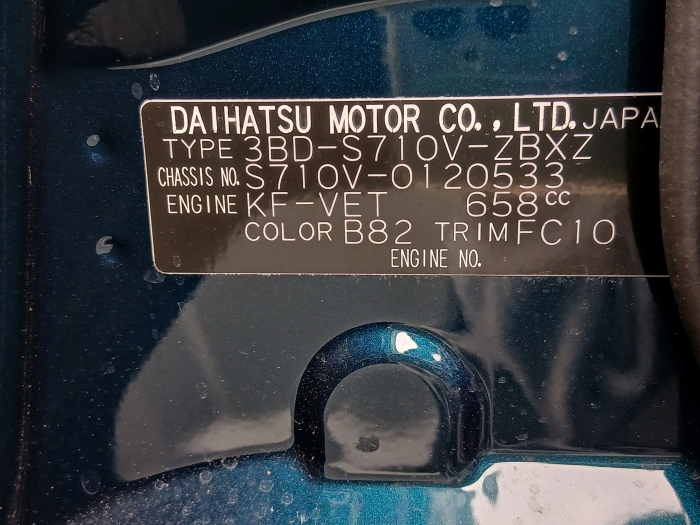 DAIHATSU MOTOR CO., LTD. JAPA
TYPE 3BD-S710V-ZBXZ
CHASSIS NO. S710V-0120533
ENGINE KF-VET 658cc
COLOR B82 TRIM FC10
ENGINE NO.